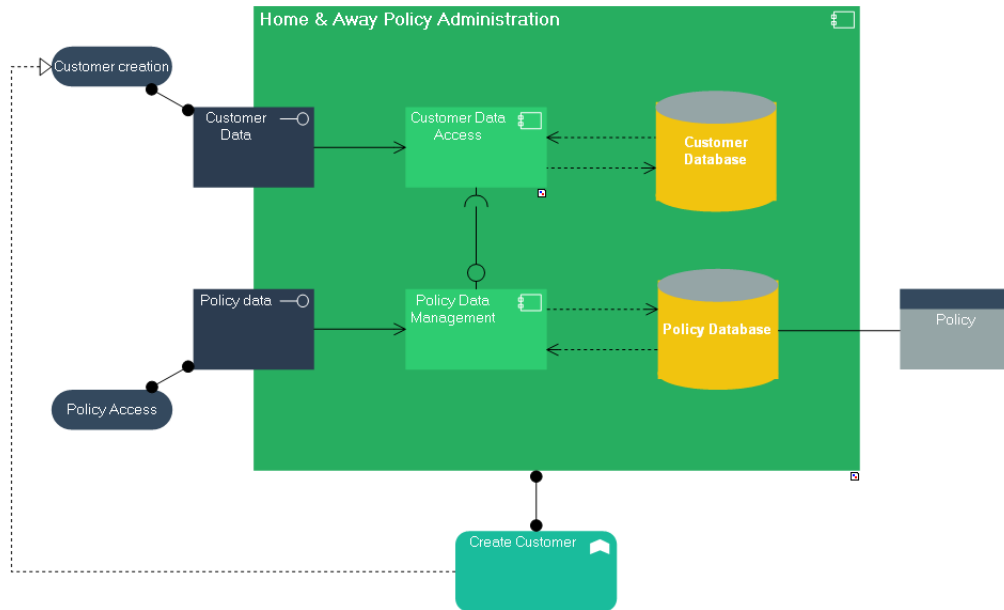 Home & Away Policy Administration
Customer creation
Customer
Data
Customer Data
Access
Customer
Database
Policy data
Policy Data
Management
Policy Database
Policy
Policy Access
Create Customer